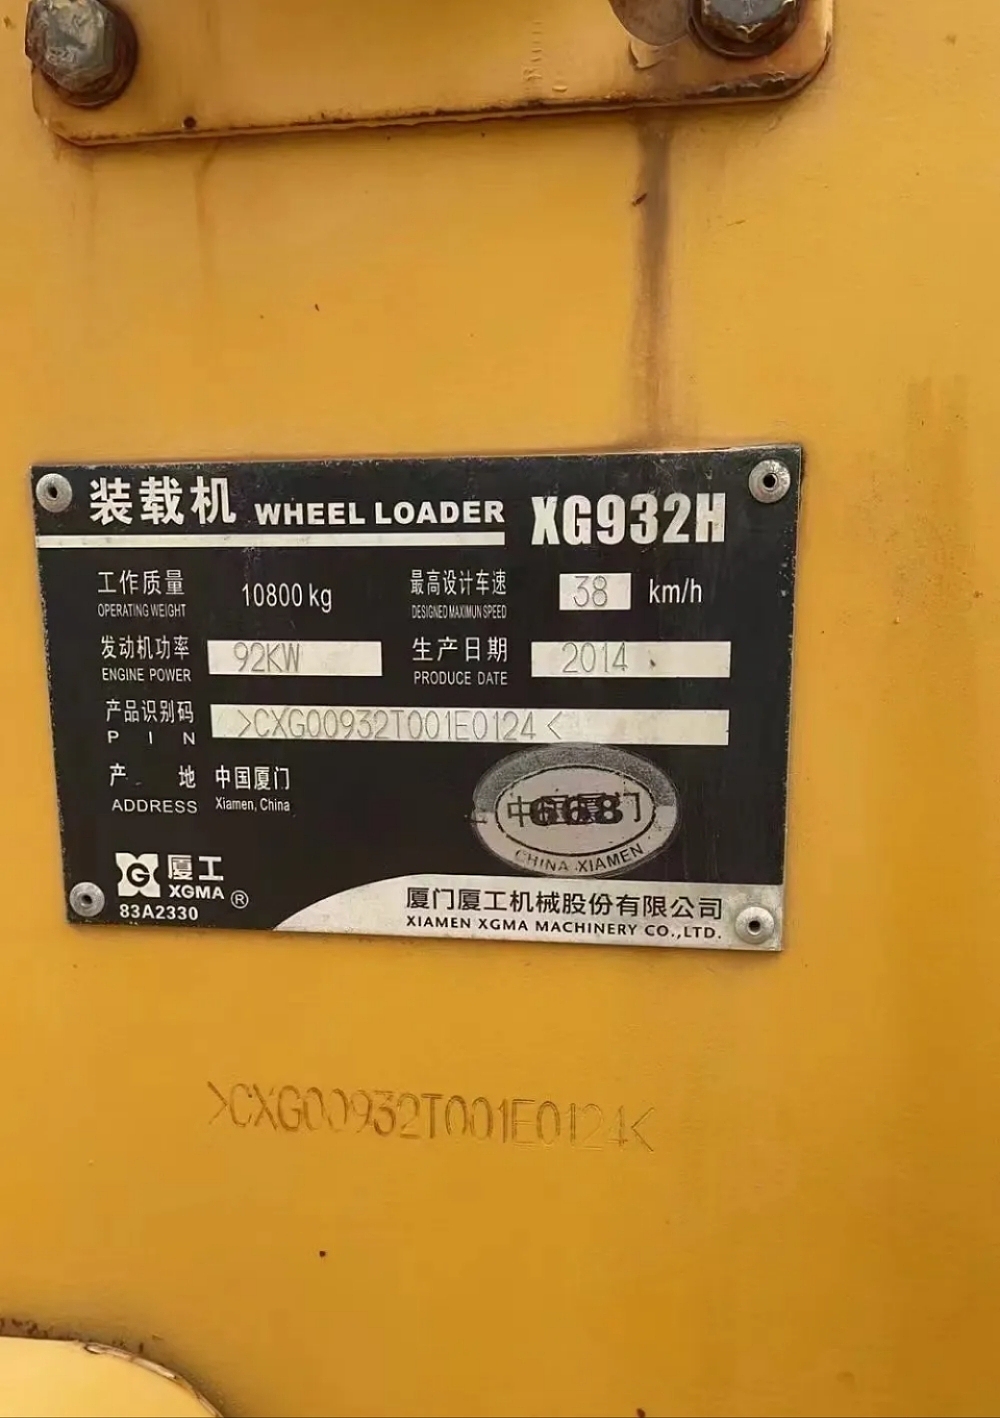 装载机 WHEEL LOADER XG932H
工作质量 10800 kg 最高设计车速 38 km/h
OPERATING WEIGHT DESIGNED MAXIMUN SPEED
发动机功率 92KW 生产日期 2014
ENGINE POWER PRODUCE DATE
产品识别码 >CXG00932T001E0124<
P I N
产 地 中国厦门
ADDRESS Xiamen, China
668
CHINA XIAMEN
G 厦工
XGMA ®
83A2330
厦门厦工机械股份有限公司
XIAMEN XGMA MACHINERY CO.,LTD.
>CXG00932T001E0124<